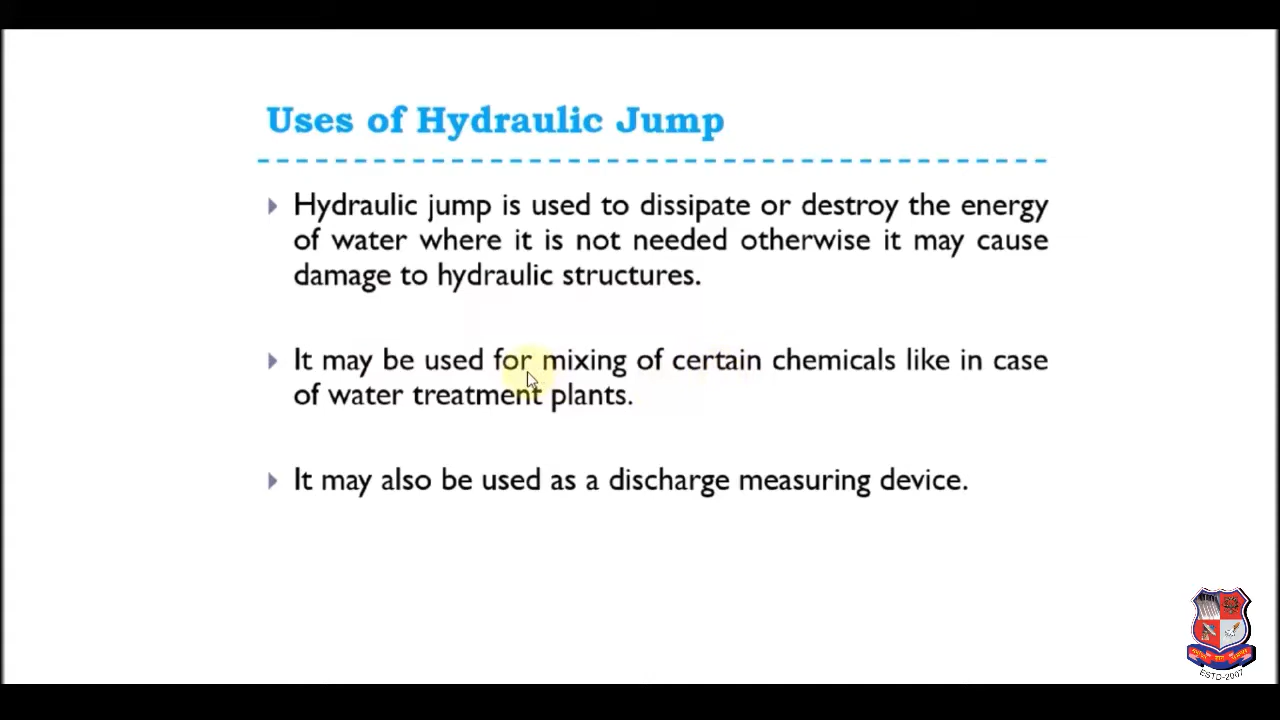 Uses of Hydraulic Jump
Hydraulic jump is used to dissipate or destroy the energy
of water where it is not needed otherwise it may cause
damage to hydraulic structures.
It may be used for mixing of certain chemicals like in case
of water treatment plants.
It may also be used as a discharge measuring device.
ESTD-2007